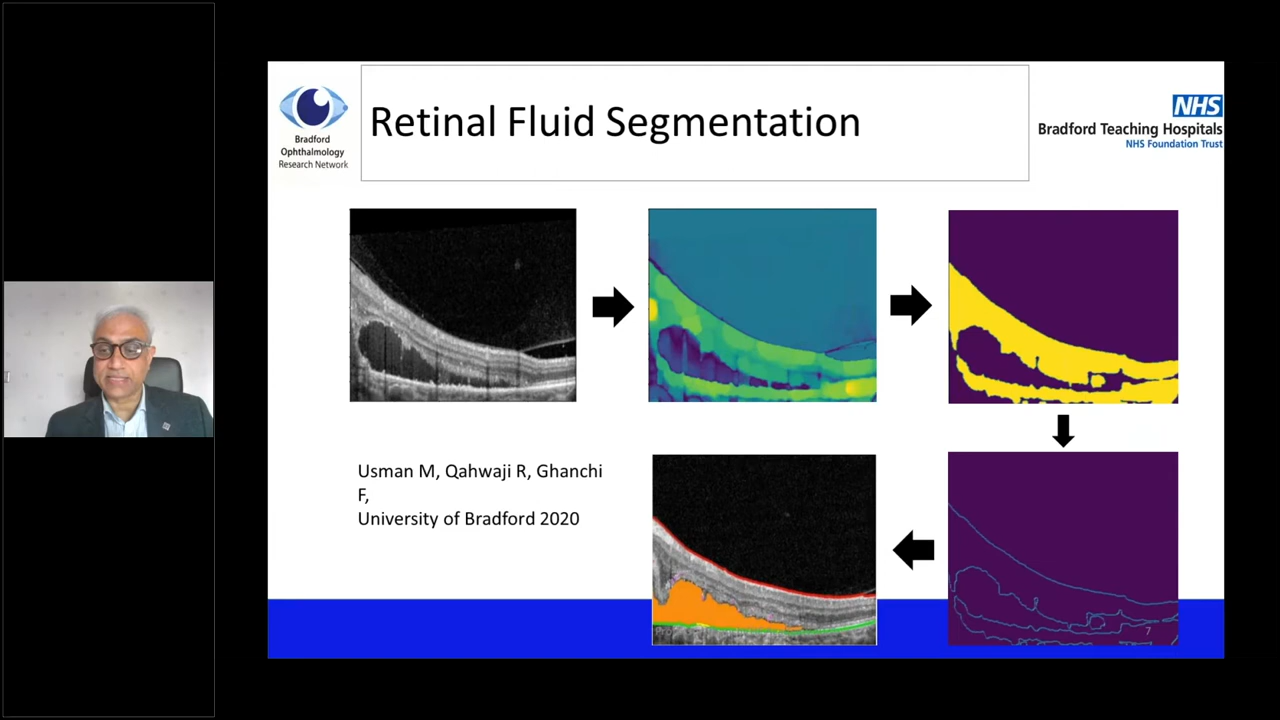 Bradford
Ophthalmology
Research Network
Retinal Fluid Segmentation
NHS
Bradford Teaching Hospitals
NHS Foundation Trust
Usman M, Qahwaji R, Ghanchi
F,
University of Bradford 2020
7